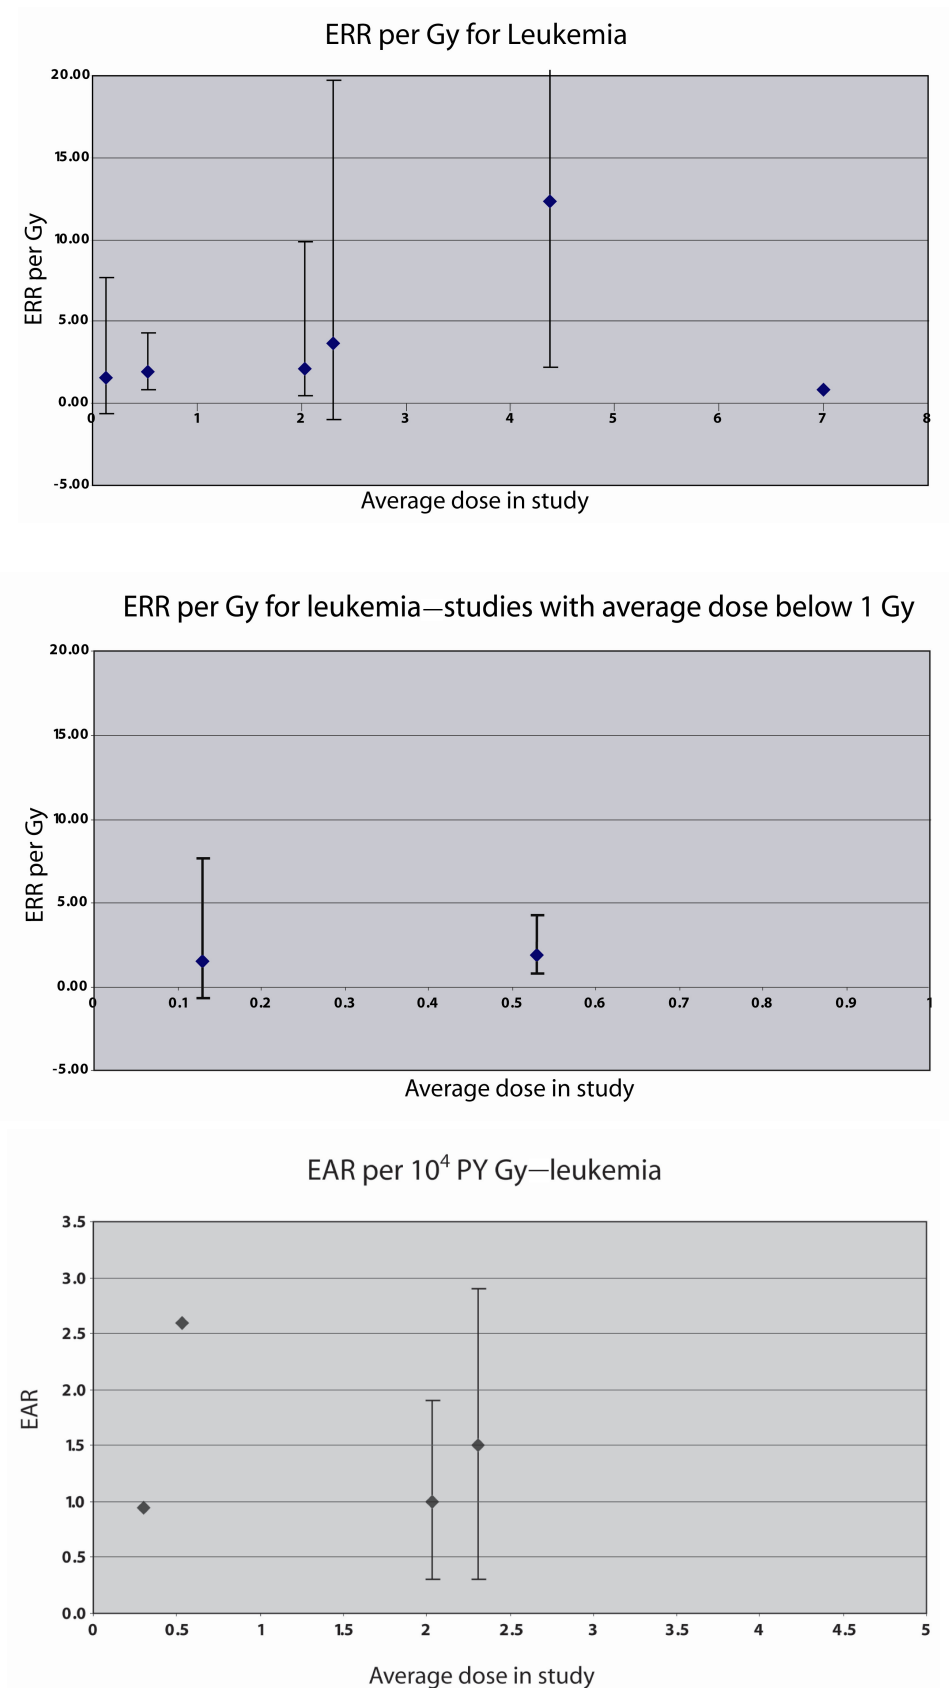 ERR per Gy for Leukemia
20.00
15.00
10.00
5.00
0.00
-5.00
ERR per Gy
0 1 2 3 4 5 6 7 8
Average dose in study
ERR per Gy for leukemia—studies with average dose below 1 Gy
20.00
15.00
10.00
5.00
0.00
-5.00
ERR per Gy
0 0.1 0.2 0.3 0.4 0.5 0.6 0.7 0.8 0.9 1
Average dose in study
EAR per 10⁴ PY Gy—leukemia
3.5
3.0
2.5
2.0
1.5
1.0
0.5
0.0
EAR
0 0.5 1 1.5 2 2.5 3 3.5 4 4.5 5
Average dose in study